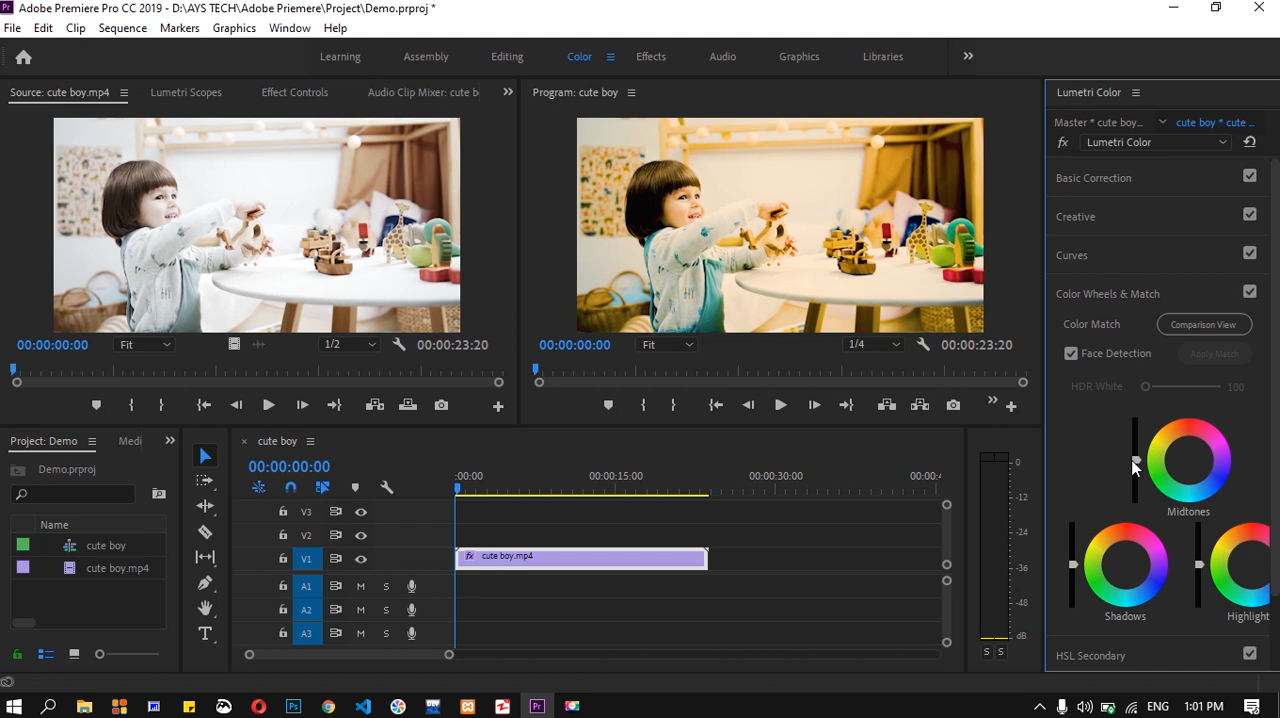 Adobe Premiere Pro CC 2019 - D:\AYS TECH\Adobe Priemere\Project\Demo.prproj *
File Edit Clip Sequence Markers Graphics Window Help
Learning Assembly Editing Color Effects Audio Graphics Libraries
Source: cute boy.mp4 Lumetri Scopes Effect Controls Audio Clip Mixer: cute b
Program: cute boy
Lumetri Color
Master * cute boy... cute boy * cute ...
fx Lumetri Color
Basic Correction
Creative
Curves
Color Wheels & Match
Color Match Comparison View
Face Detection Apply Match
HDR White 100
Midtones
Shadows Highlight
HSL Secondary
00:00:00:00 Fit 1/2 00:00:23:20
00:00:00:00 Fit 1/4 00:00:23:20
Project: Demo Medi
Demo.prproj
Name
cute boy
cute boy.mp4
cute boy
00:00:00:00
:00:00 00:00:15:00 00:00:30:00 00:00:4
V3
V2
V1 fx cute boy.mp4
A1 M S
A2 M S
A3 M S
0
-12
-24
-36
-48
dB
S S
ENG 1:01 PM